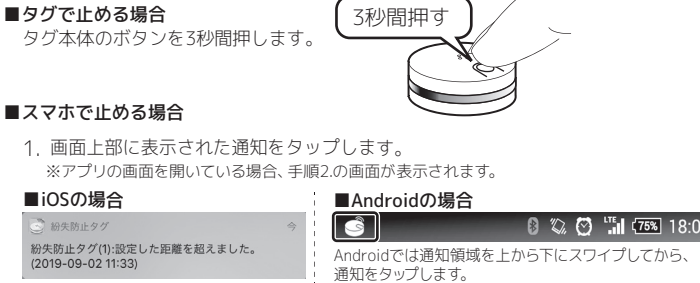 ■タグで止める場合
タグ本体のボタンを3秒間押します。
3秒間押す
■スマホで止める場合
1. 画面上部に表示された通知をタップします。
※アプリの画面を開いている場合、手順2.の画面が表示されます。
■iOSの場合
紛失防止タグ 今
紛失防止タグ(1):設定した距離を超えました。
(2019-09-02 11:33)
■Androidの場合
LTE 75% 18:0
Androidでは通知領域を上から下にスワイプしてから、
通知をタップします。